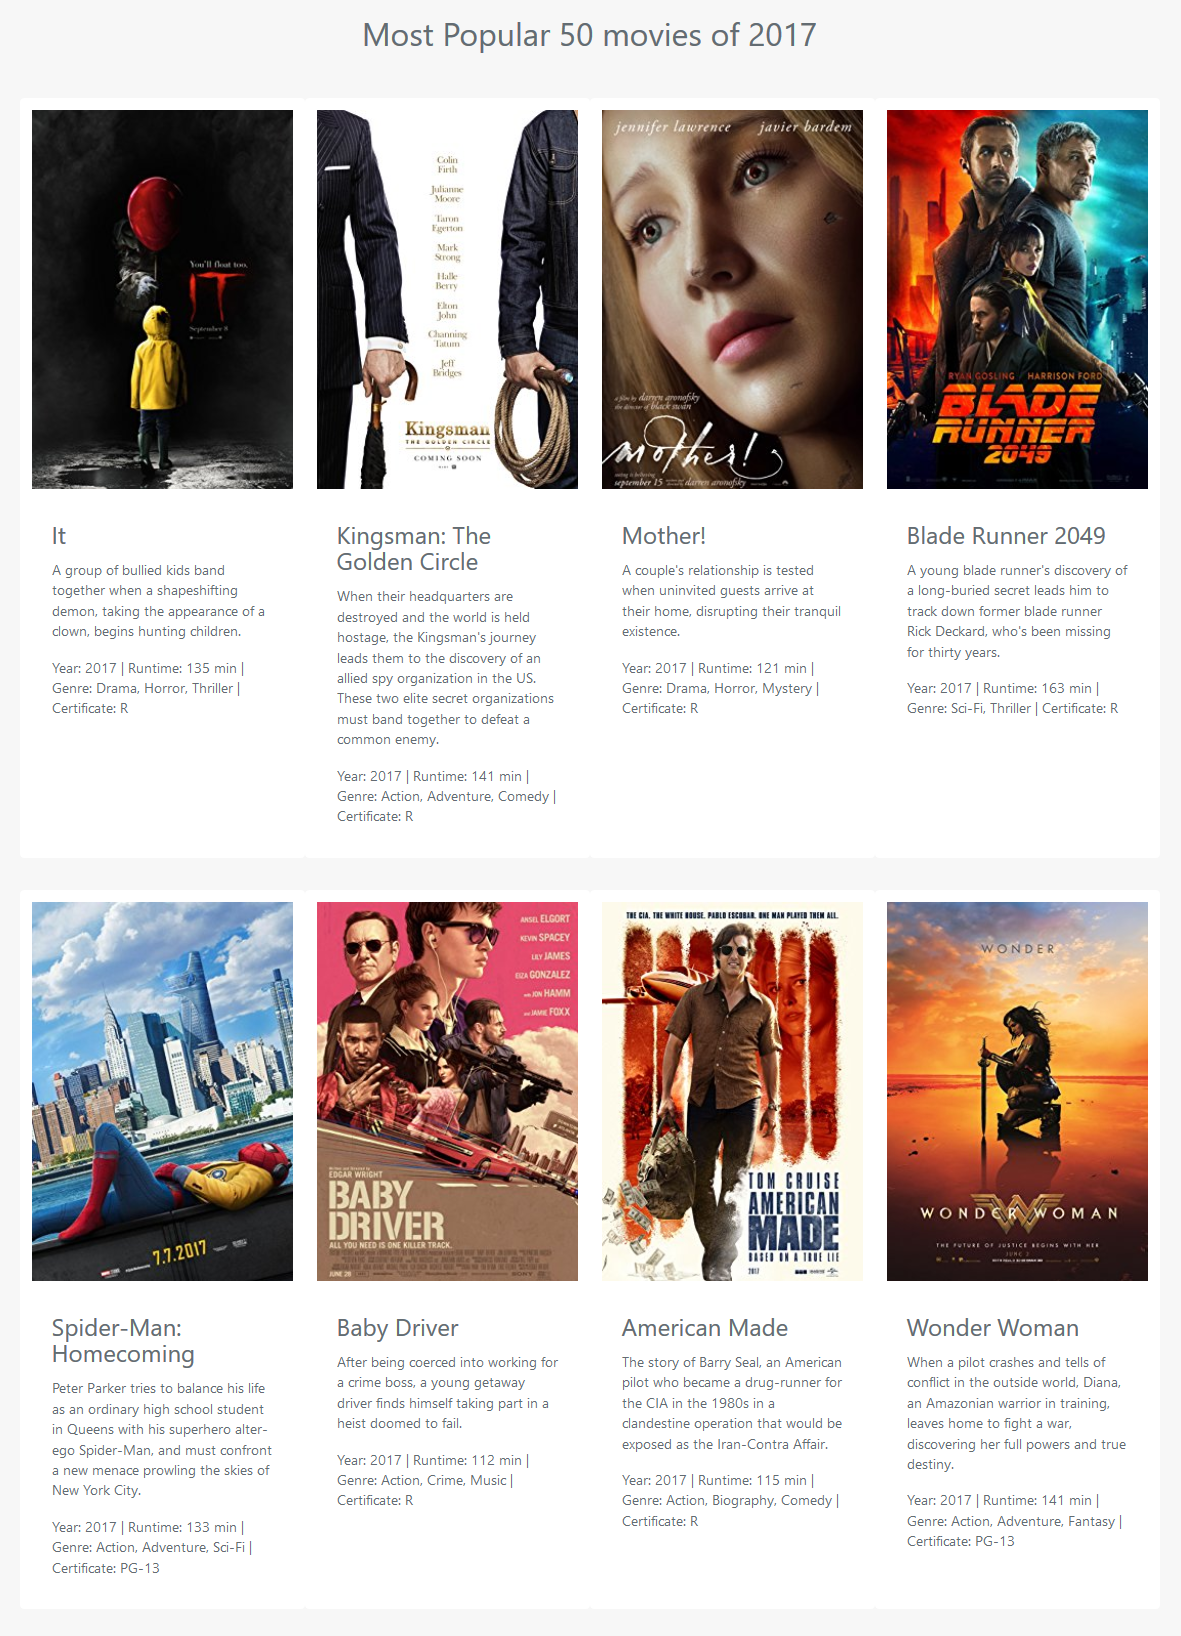 Most Popular 50 movies of 2017
You'll float too.
IT
September 8
It
A group of bullied kids band
together when a shapeshifting
demon, taking the appearance of a
clown, begins hunting children.
Year: 2017 | Runtime: 135 min |
Genre: Drama, Horror, Thriller |
Certificate: R
Colin
Firth
Julianne
Moore
Taron
Egerton
Mark
Strong
Halle
Berry
Elton
John
Channing
Tatum
Jeff
Bridges
Kingsman
THE GOLDEN CIRCLE
COMING SOON
Kingsman: The
Golden Circle
When their headquarters are
destroyed and the world is held
hostage, the Kingsman's journey
leads them to the discovery of an
allied spy organization in the US.
These two elite secret organizations
must band together to defeat a
common enemy.
Year: 2017 | Runtime: 141 min |
Genre: Action, Adventure, Comedy |
Certificate: R
jennifer lawrence javier bardem
a film by darren aronofsky
the director of black swan
mother!
seeing is believing
september 15 darren aronofsky
Mother!
A couple's relationship is tested
when uninvited guests arrive at
their home, disrupting their tranquil
existence.
Year: 2017 | Runtime: 121 min |
Genre: Drama, Horror, Mystery |
Certificate: R
RYAN GOSLING / HARRISON FORD
BLADE
RUNNER
2049
Blade Runner 2049
A young blade runner's discovery of
a long-buried secret leads him to
track down former blade runner
Rick Deckard, who's been missing
for thirty years.
Year: 2017 | Runtime: 163 min |
Genre: Sci-Fi, Thriller | Certificate: R
7.7.2017
Spider-Man:
Homecoming
Peter Parker tries to balance his life
as an ordinary high school student
in Queens with his superhero alter-
ego Spider-Man, and must confront
a new menace prowling the skies of
New York City.
Year: 2017 | Runtime: 133 min |
Genre: Action, Adventure, Sci-Fi |
Certificate: PG-13
ANSEL ELGORT
KEVIN SPACEY
LILY JAMES
EIZA GONZALEZ
WITH JON HAMM
AND JAMIE FOXX
Written and Directed by
EDGAR WRIGHT
BABY
DRIVER
ALL YOU NEED IS ONE KILLER TRACK.
JUNE 28
SONY
Baby Driver
After being coerced into working for
a crime boss, a young getaway
driver finds himself taking part in a
heist doomed to fail.
Year: 2017 | Runtime: 112 min |
Genre: Action, Crime, Music |
Certificate: R
THE CIA. THE WHITE HOUSE. PABLO ESCOBAR. ONE MAN PLAYED THEM ALL.
TOM CRUISE
AMERICAN
MADE
BASED ON A TRUE LIE
2017
American Made
The story of Barry Seal, an American
pilot who became a drug-runner for
the CIA in the 1980s in a
clandestine operation that would be
exposed as the Iran-Contra Affair.
Year: 2017 | Runtime: 115 min |
Genre: Action, Biography, Comedy |
Certificate: R
WONDER
WONDER WOMAN
THE FUTURE OF JUSTICE BEGINS WITH HER
JUNE 2
Wonder Woman
When a pilot crashes and tells of
conflict in the outside world, Diana,
an Amazonian warrior in training,
leaves home to fight a war,
discovering her full powers and true
destiny.
Year: 2017 | Runtime: 141 min |
Genre: Action, Adventure, Fantasy |
Certificate: PG-13